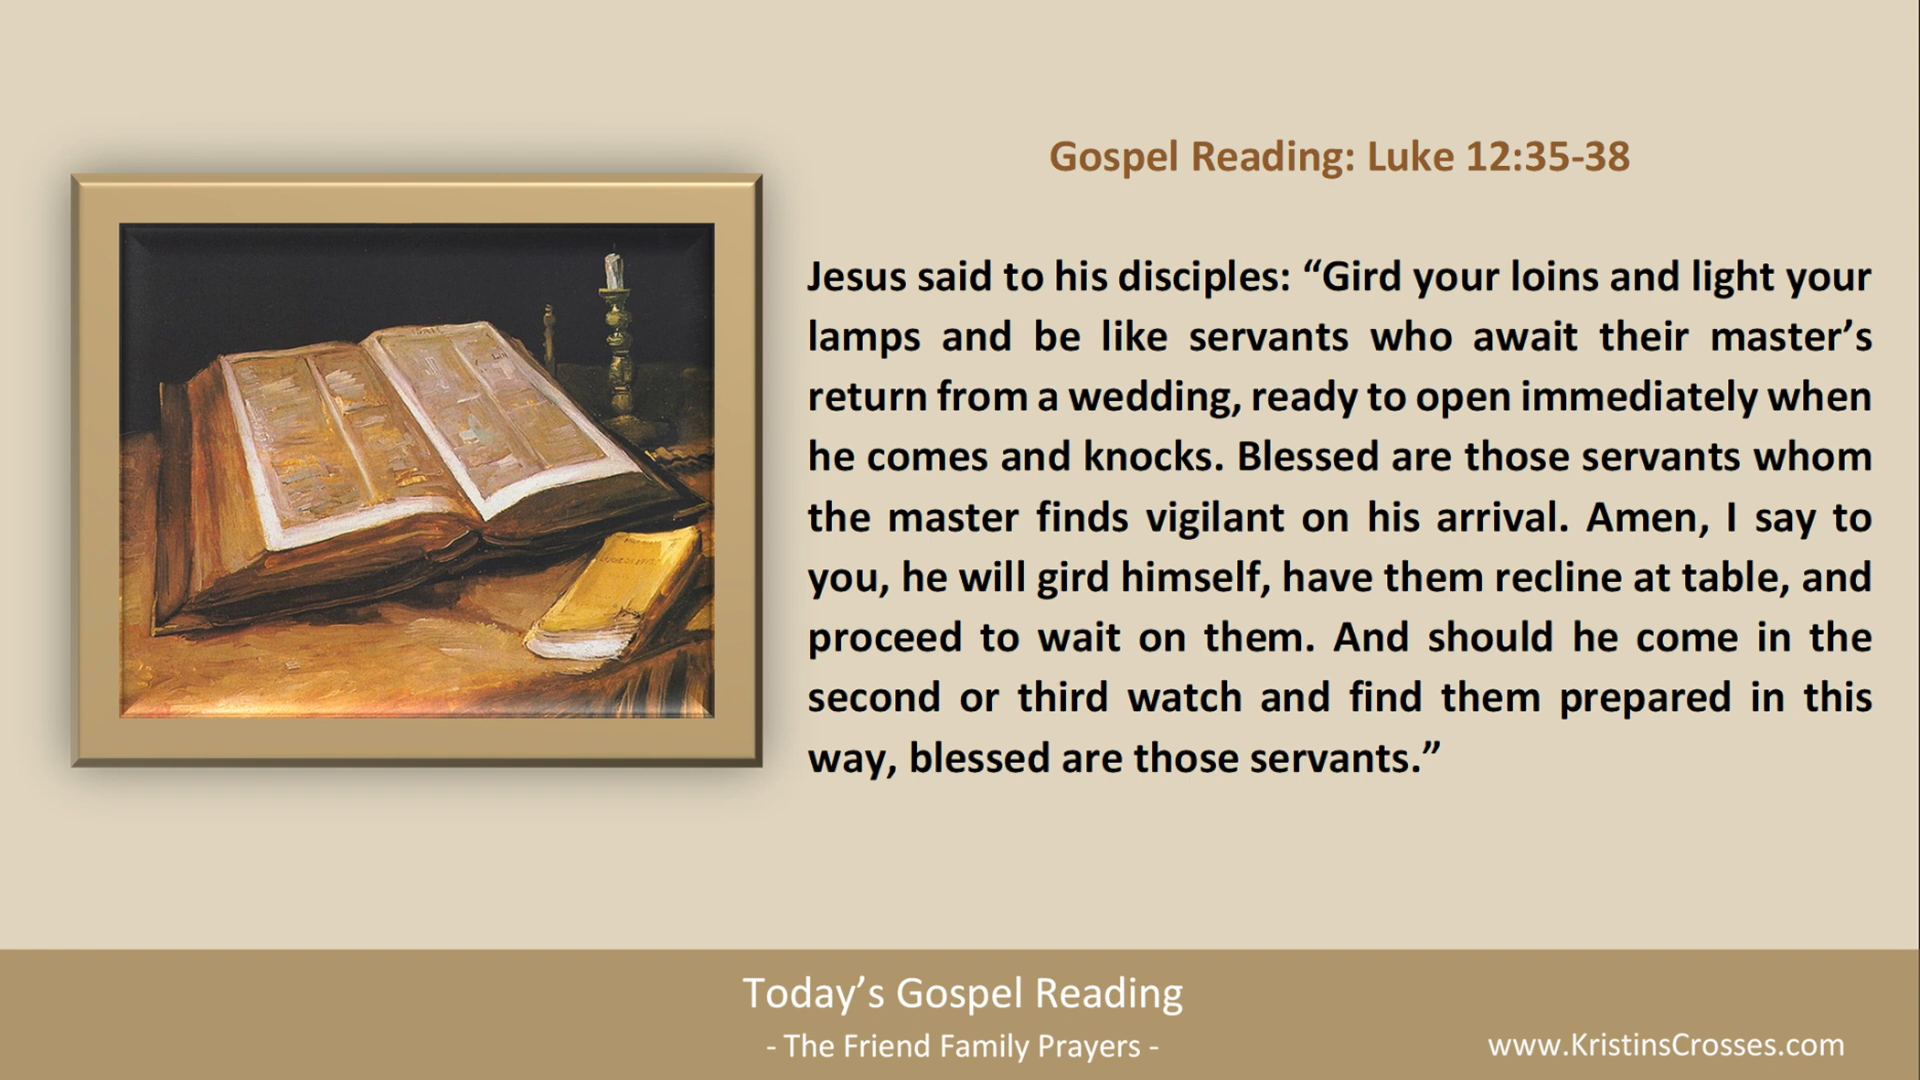 Gospel Reading: Luke 12:35-38
Jesus said to his disciples: “Gird your loins and light your
lamps and be like servants who await their master’s
return from a wedding, ready to open immediately when
he comes and knocks. Blessed are those servants whom
the master finds vigilant on his arrival. Amen, I say to
you, he will gird himself, have them recline at table, and
proceed to wait on them. And should he come in the
second or third watch and find them prepared in this
way, blessed are those servants.”
Today’s Gospel Reading
- The Friend Family Prayers -
www.KristinsCrosses.com